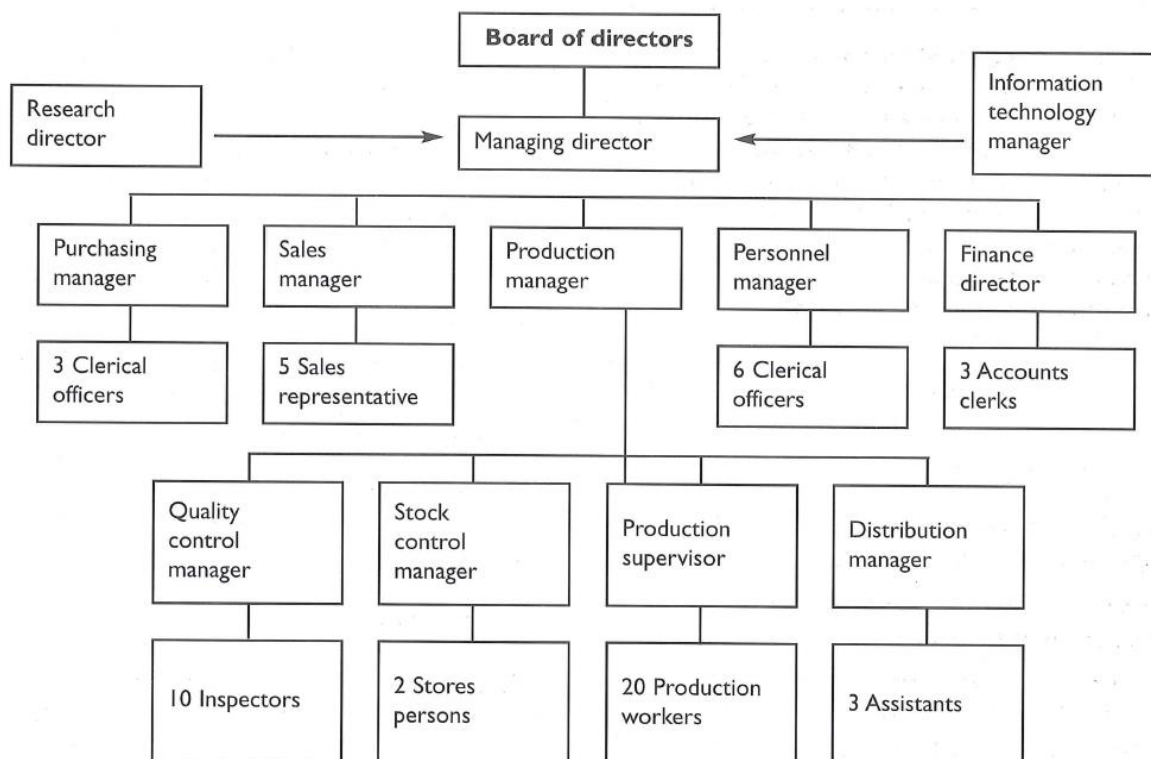 Board of directors
Research
director
Managing director
Information
technology
manager
Purchasing
manager
Sales
manager
Production
manager
Personnel
manager
Finance
director
3 Clerical
officers
5 Sales
representative
6 Clerical
officers
3 Accounts
clerks
Quality
control
manager
Stock
control
manager
Production
supervisor
Distribution
manager
10 Inspectors
2 Stores
persons
20 Production
workers
3 Assistants